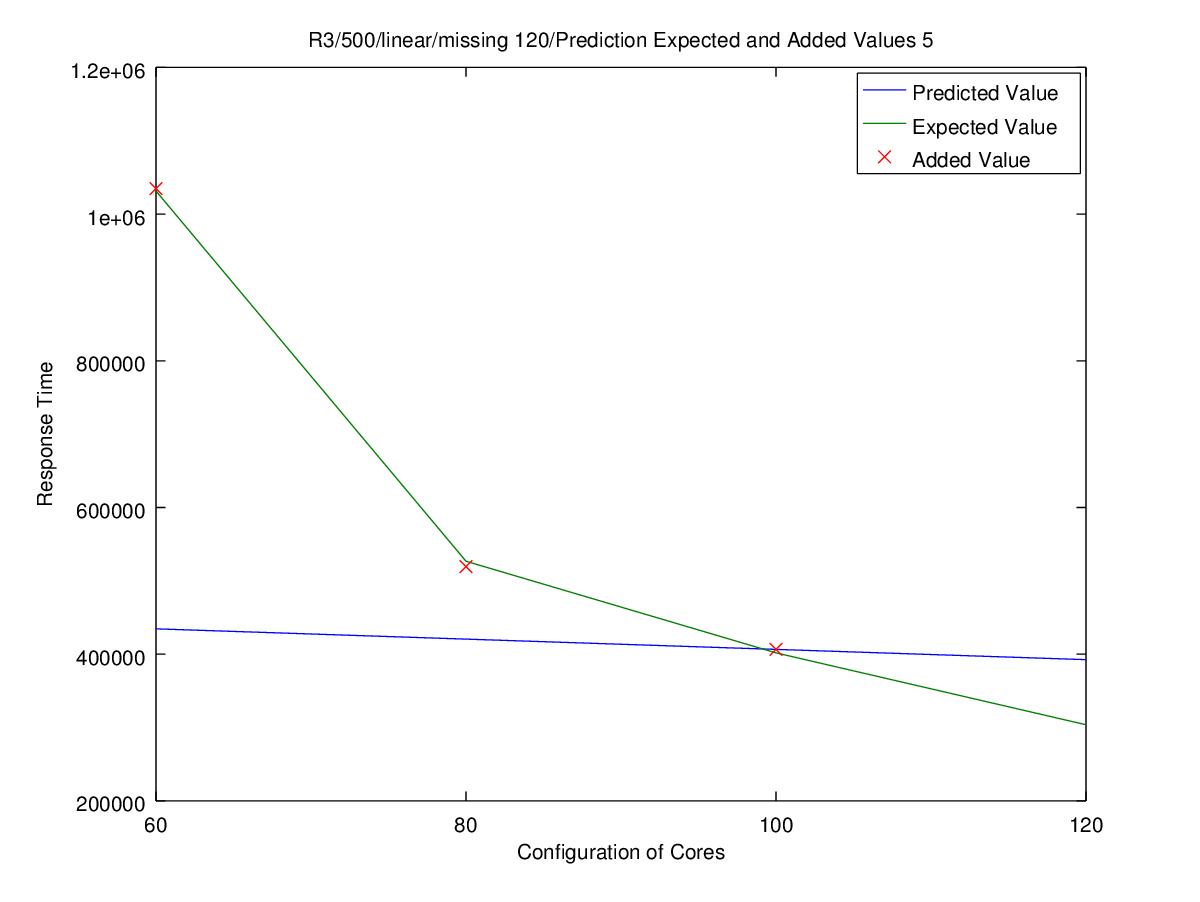 R3/500/linear/missing 120/Prediction Expected and Added Values 5
1.2e+06
1e+06
800000
600000
400000
200000
60
80
100
120
Response Time
Configuration of Cores
Predicted Value
Expected Value
Added Value